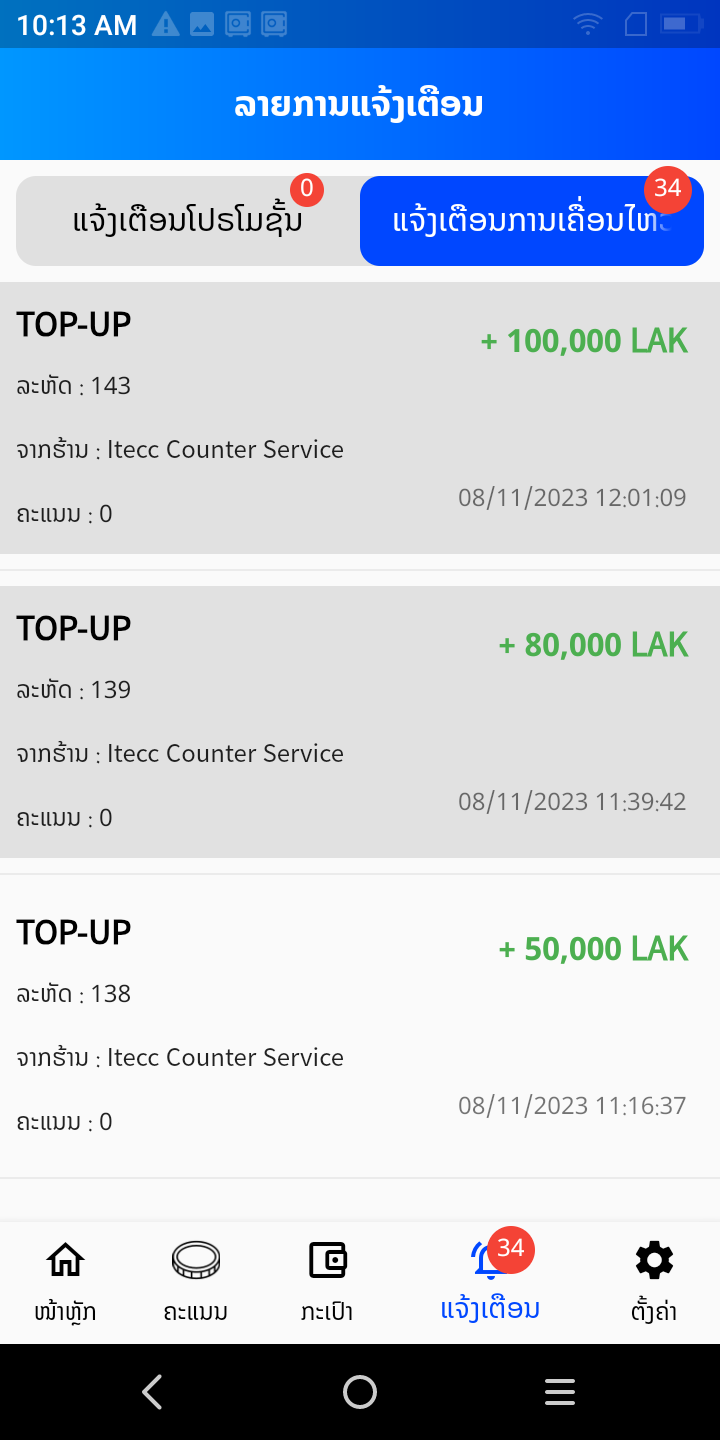 10:13 AM
ລາຍການແຈ້ງເຕືອນ
0
34
ແຈ້ງເຕືອນໂປຣໂມຊັ້ນ
ແຈ້ງເຕືອນການເຄື່ອນໄຫວ
TOP-UP
+ 100,000 LAK
ລະຫັດ : 143
ຈາກຮ້ານ : Itecc Counter Service
08/11/2023 12:01:09
ຄະແນນ : 0
TOP-UP
+ 80,000 LAK
ລະຫັດ : 139
ຈາກຮ້ານ : Itecc Counter Service
08/11/2023 11:39:42
ຄະແນນ : 0
TOP-UP
+ 50,000 LAK
ລະຫັດ : 138
ຈາກຮ້ານ : Itecc Counter Service
08/11/2023 11:16:37
ຄະແນນ : 0
34
ໜ້າຫຼັກ
ຄະແນນ
ກະເປົາ
ແຈ້ງເຕືອນ
ຕັ້ງຄ່າ